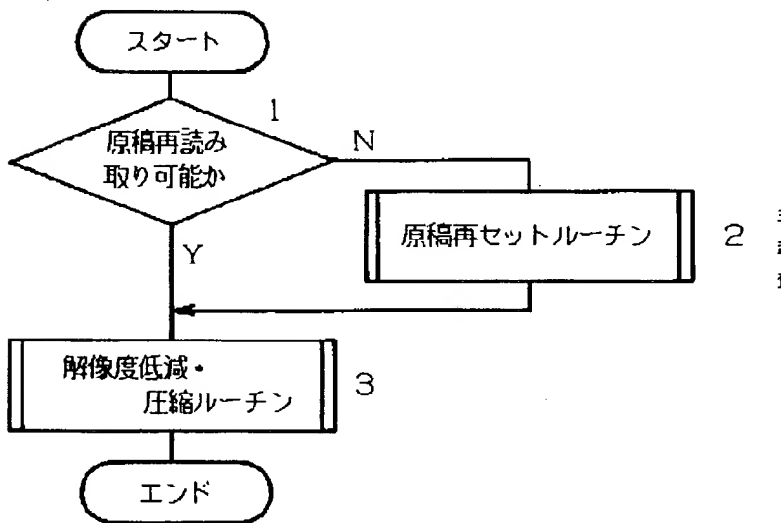 スタート
1
原稿再読み
取り可能か
N
原稿再セットルーチン
2
Y
解像度低減・
圧縮ルーチン
3
エンド